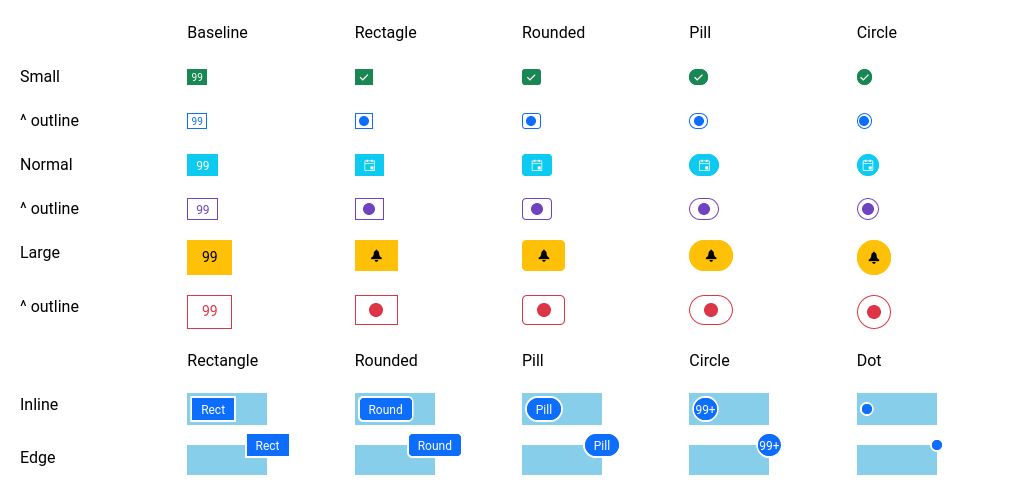 Baseline Rectagle Rounded Pill Circle
Small 99
^ outline 99
Normal 99
^ outline 99
Large 99
^ outline 99
Rectangle Rounded Pill Circle Dot
Inline Rect Round Pill 99+
Edge Rect Round Pill 99+